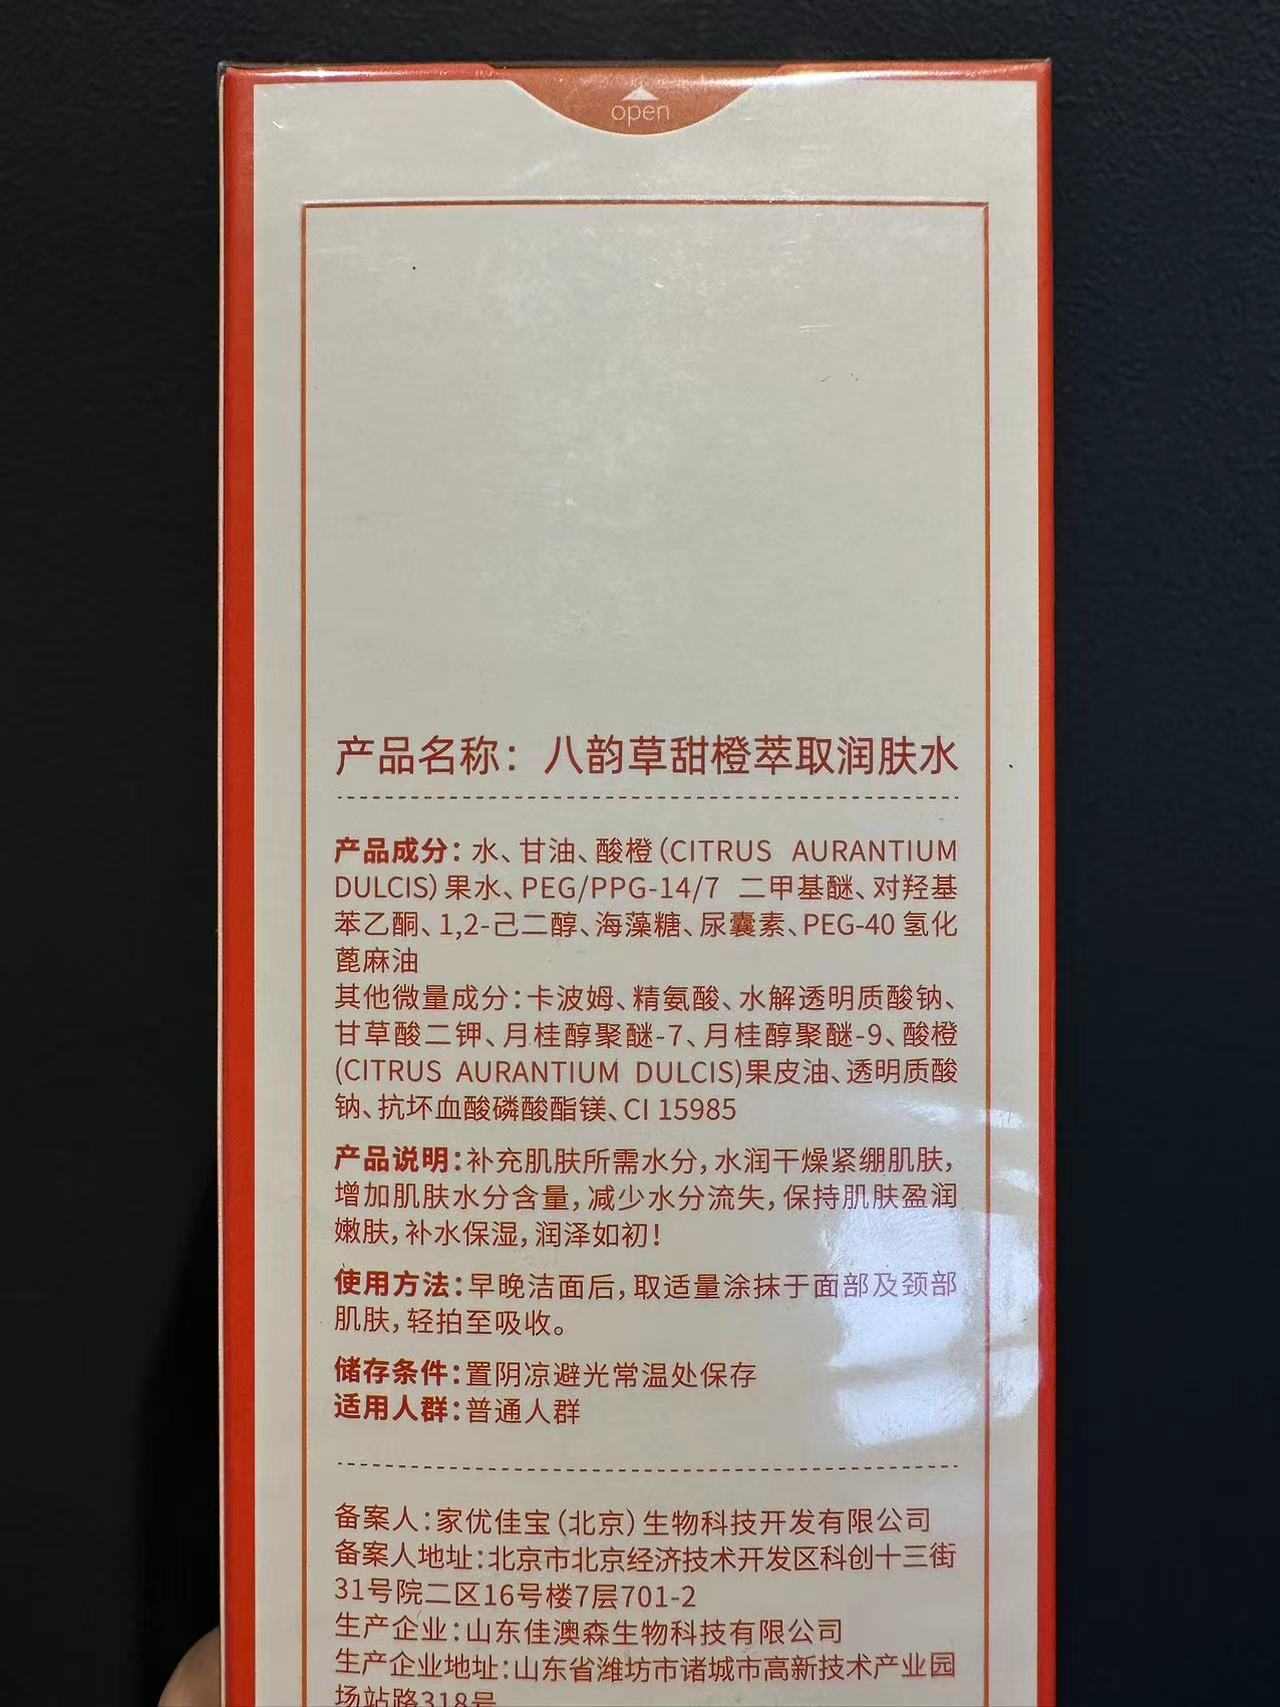 open
产品名称：八韵草甜橙萃取润肤水
产品成分：水、甘油、酸橙（CITRUS AURANTIUM
DULCIS）果水、PEG/PPG-14/7 二甲基醚、对羟基
苯乙酮、1,2-己二醇、海藻糖、尿囊素、PEG-40 氢化
蓖麻油
其他微量成分：卡波姆、精氨酸、水解透明质酸钠、
甘草酸二钾、月桂醇聚醚-7、月桂醇聚醚-9、酸橙
(CITRUS AURANTIUM DULCIS)果皮油、透明质酸
钠、抗坏血酸磷酸酯镁、CI 15985
产品说明：补充肌肤所需水分，水润干燥紧绷肌肤，
增加肌肤水分含量，减少水分流失，保持肌肤盈润
嫩肤，补水保湿，润泽如初！
使用方法：早晚洁面后，取适量涂抹于面部及颈部
肌肤，轻拍至吸收。
储存条件：置阴凉避光常温处保存
适用人群：普通人群
备案人：家优佳宝（北京）生物科技开发有限公司
备案人地址：北京市北京经济技术开发区科创十三街
31号院二区16号楼7层701-2
生产企业：山东佳澳森生物科技有限公司
生产企业地址：山东省潍坊市诸城市高新技术产业园
场站路318号